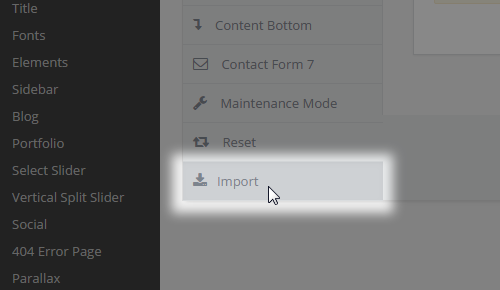 Title
Fonts
Elements
Sidebar
Blog
Portfolio
Select Slider
Vertical Split Slider
Social
404 Error Page
Parallax
Content Bottom
Contact Form 7
Maintenance Mode
Reset
Import